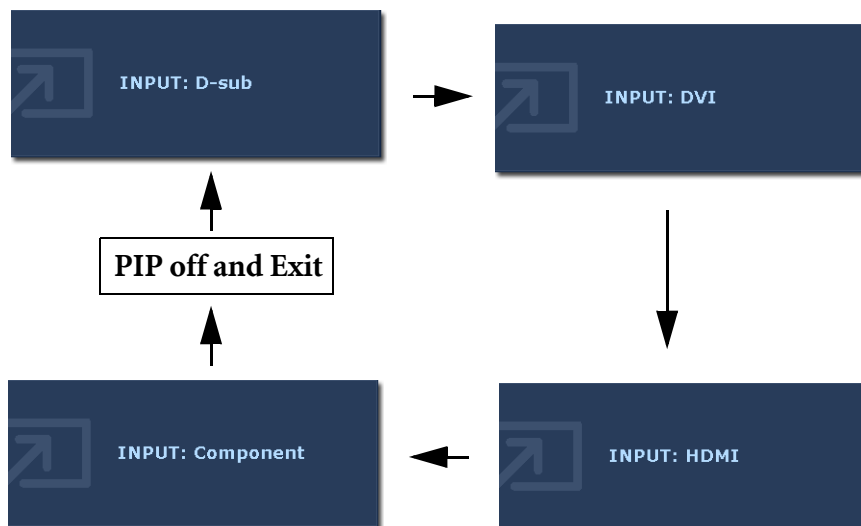 INPUT: D-sub
INPUT: DVI
PIP off and Exit
INPUT: Component
INPUT: HDMI